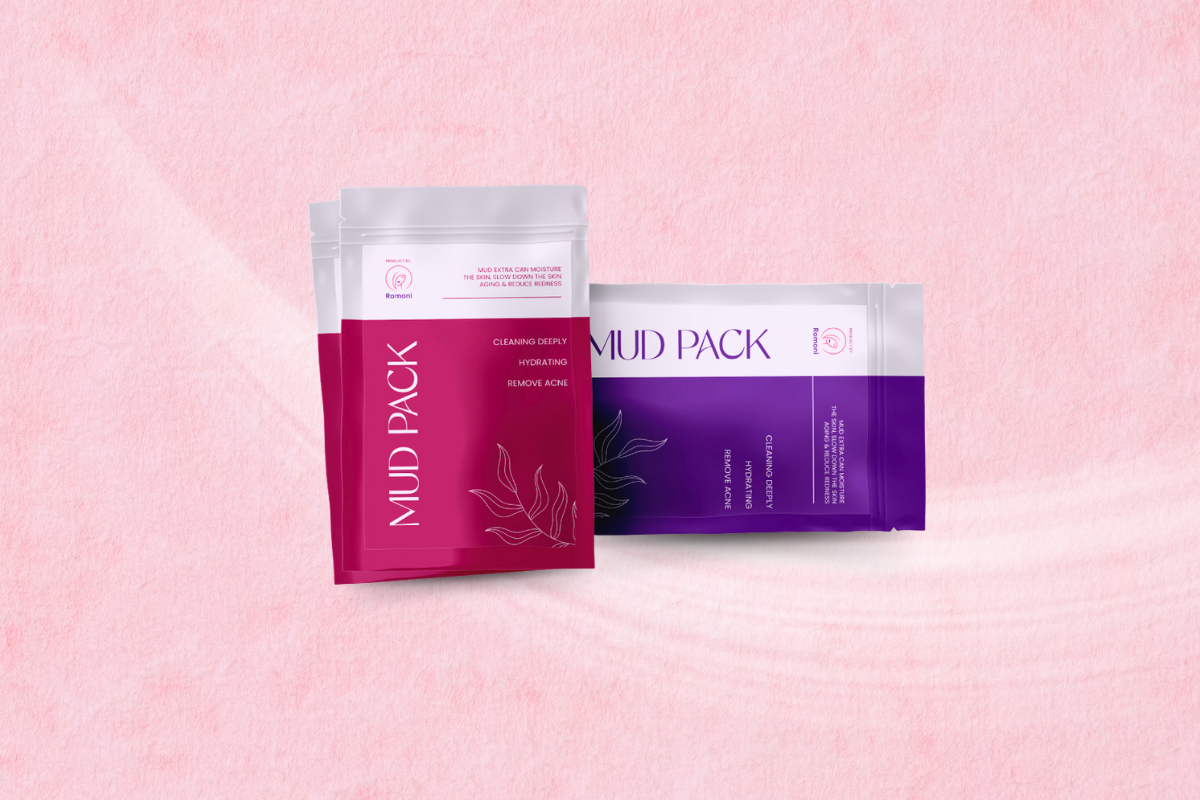 PRODUCT BY
Romoni
MUD EXTRA CAN MOISTURE
THE SKIN, SLOW DOWN THE SKIN
AGING & REDUCE REDNESS
CLEANING DEEPLY
HYDRATING
REMOVE ACNE
MUD PACK
MUD PACK
PRODUCT BY
Romoni
MUD EXTRA CAN MOISTURE
THE SKIN, SLOW DOWN THE SKIN
AGING & REDUCE REDNESS
CLEANING DEEPLY
HYDRATING
REMOVE ACNE